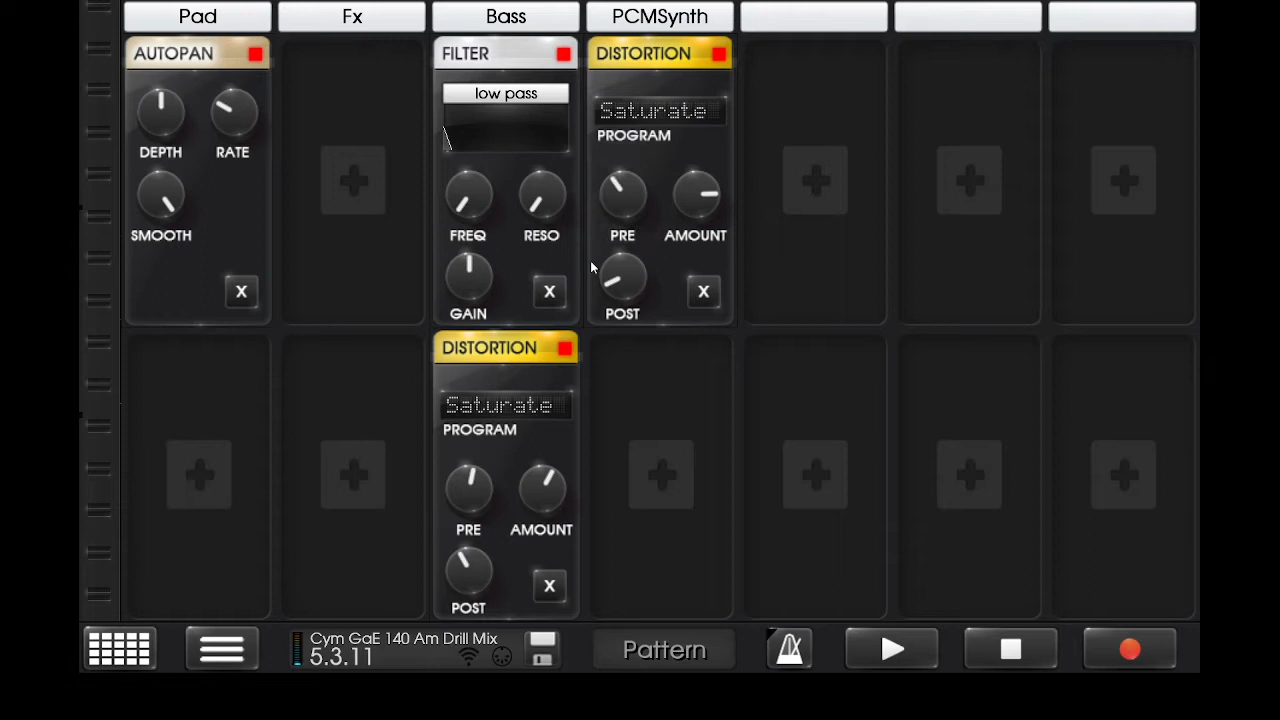 Pad
Fx
Bass
PCMSynth
AUTOPAN
FILTER
DISTORTION
low pass
Saturate
PROGRAM
DEPTH
RATE
SMOOTH
FREQ
RESO
PRE
AMOUNT
X
X
X
GAIN
POST
DISTORTION
Saturate
PROGRAM
PRE
AMOUNT
X
POST
Cym GaE 140 Am Drill Mix
5.3.11
Pattern